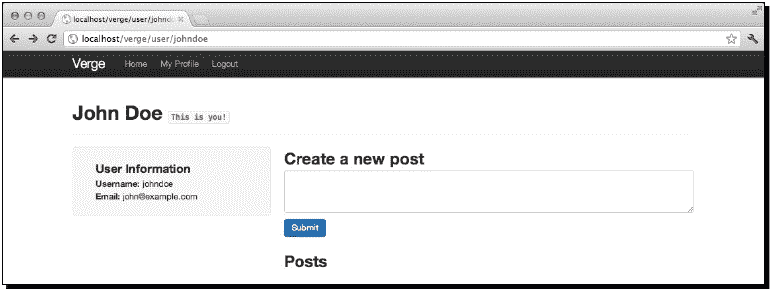 localhost/verge/user/johndo
localhost/verge/user/johndoe
Verge Home My Profile Logout
John Doe This is you!
User Information
Username: johndoe
Email: john@example.com
Create a new post
Submit
Posts